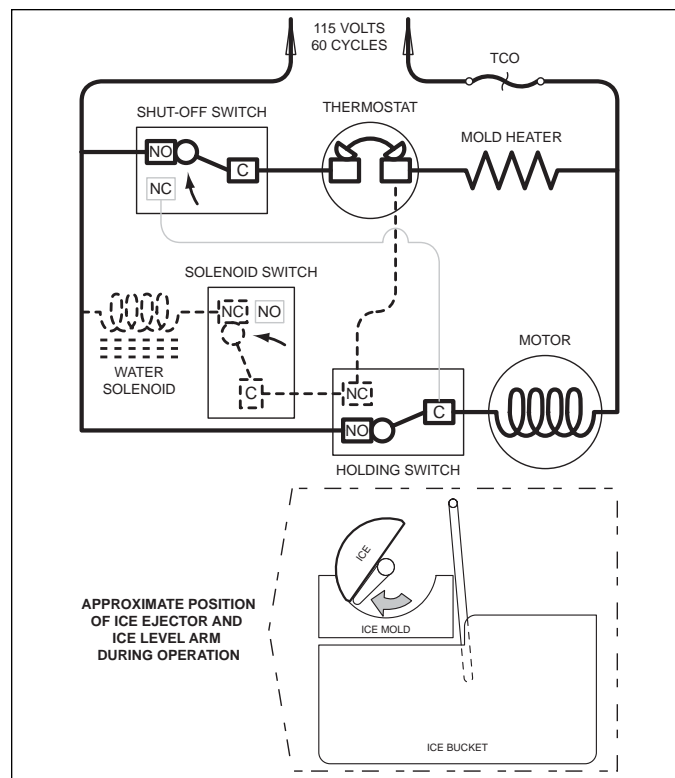 115 VOLTS
60 CYCLES
TCO
SHUT-OFF SWITCH
THERMOSTAT
MOLD HEATER
NO
C
NC
SOLENOID SWITCH
NC
NO
MOTOR
WATER
SOLENOID
C
NC
C
NO
HOLDING SWITCH
ICE
APPROXIMATE POSITION
OF ICE EJECTOR AND
ICE LEVEL ARM
DURING OPERATION
ICE MOLD
ICE BUCKET